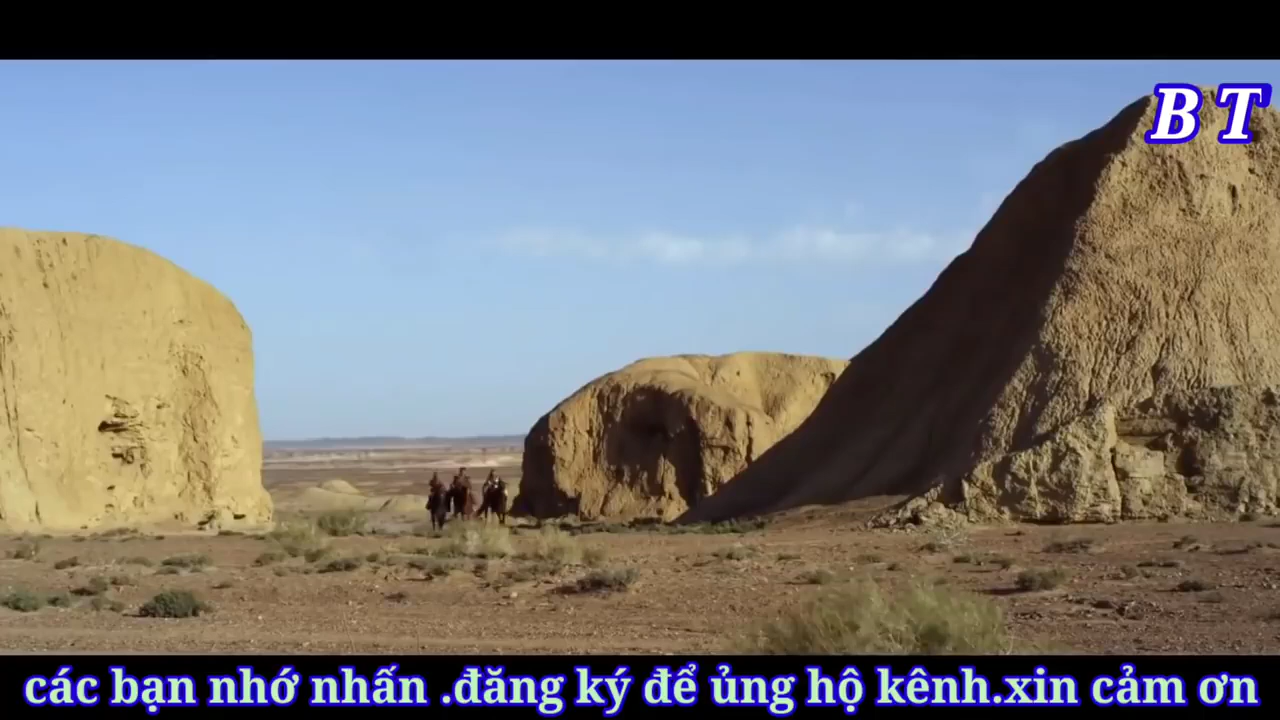 B T
các bạn nhớ nhấn .đăng ký để ủng hộ kênh.xin cảm ơn